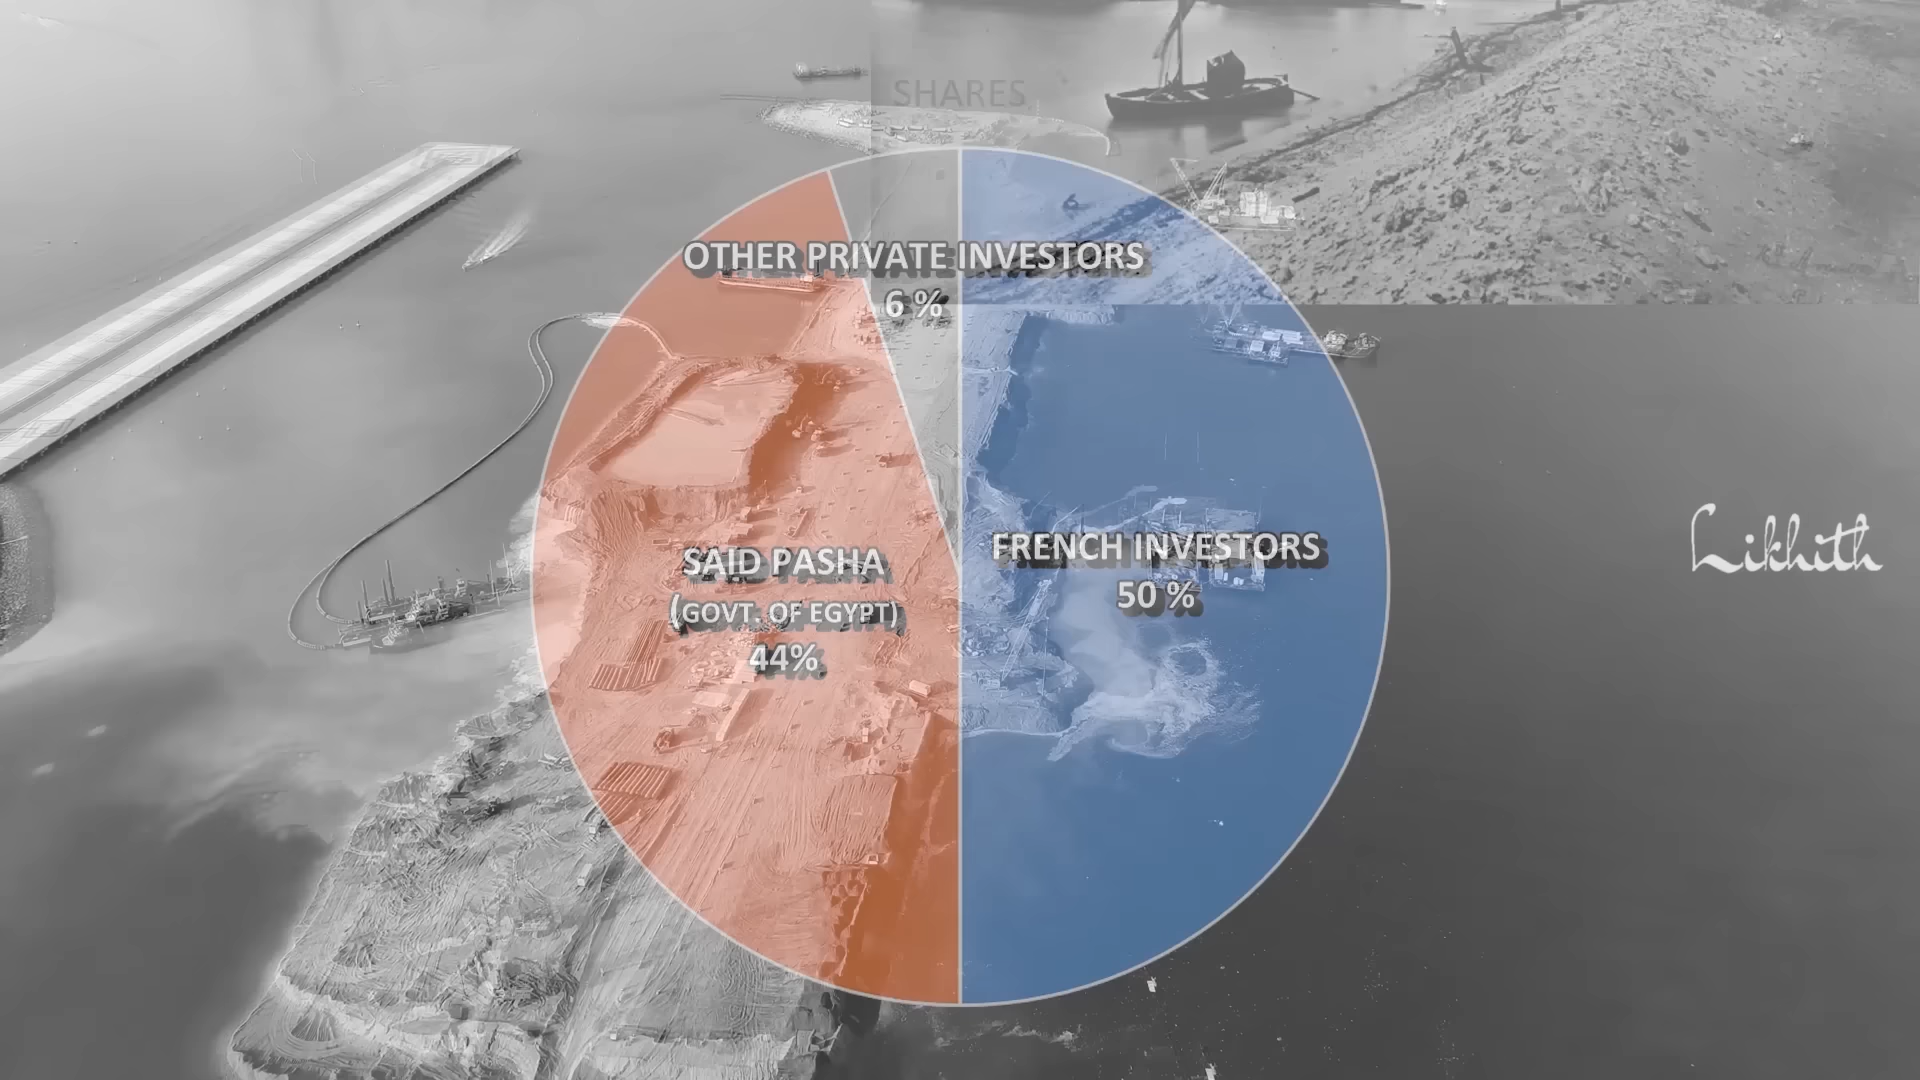 SHARES
OTHER PRIVATE INVESTORS
6 %
FRENCH INVESTORS
50 %
SAID PASHA
(GOVT. OF EGYPT)
44%
Likhith